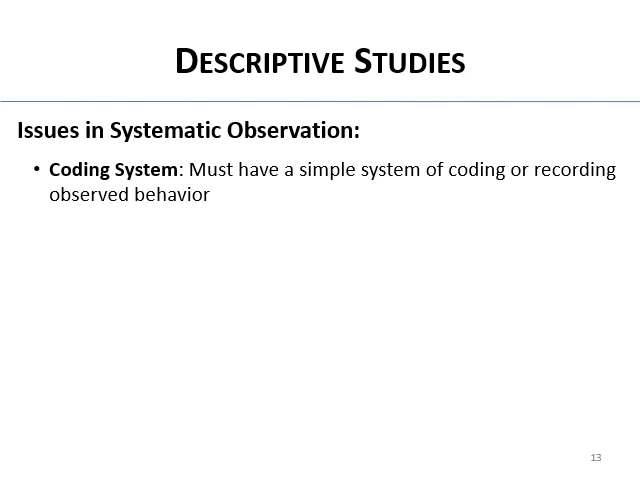 DESCRIPTIVE STUDIES
Issues in Systematic Observation:
• Coding System: Must have a simple system of coding or recording
observed behavior
13